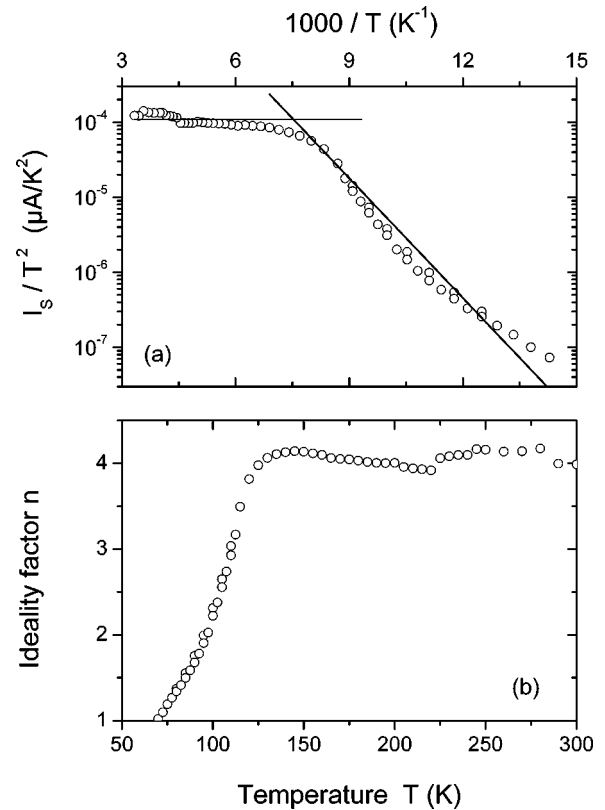 1000 / T (K⁻¹)
3 6 9 12 15
10⁻⁴
10⁻⁵
10⁻⁶
10⁻⁷
I_S / T² (µA/K²)
(a)
4
3
2
1
Ideality factor n
(b)
50 100 150 200 250 300
Temperature T (K)